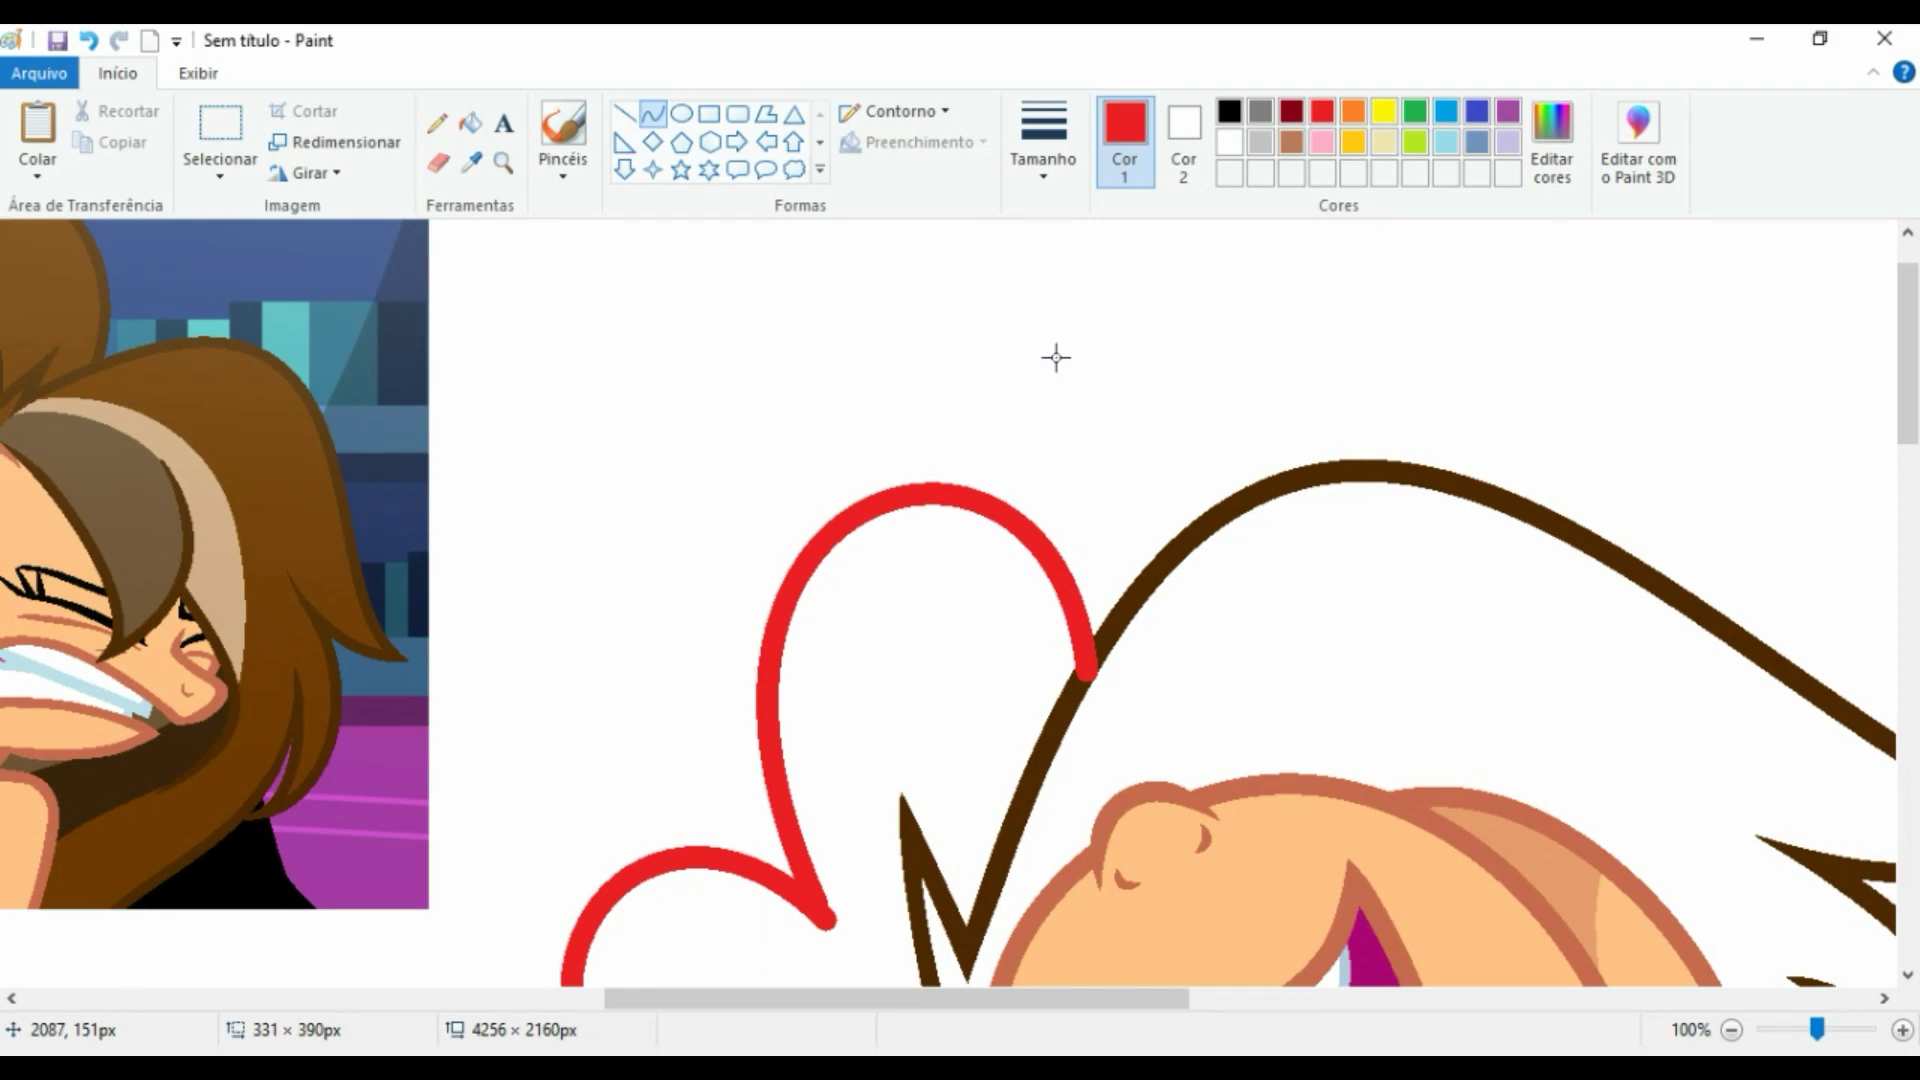 Sem título - Paint
Arquivo Início Exibir
Colar
Recortar
Copiar
Área de Transferência
Selecionar
Cortar
Redimensionar
Girar
Imagem
A
Ferramentas
Pincéis
Contorno
Preenchimento
Formas
Tamanho
Cor
1
Cor
2
Cores
Editar
cores
Editar com
o Paint 3D
?
2087, 151px 331 × 390px 4256 × 2160px 100%